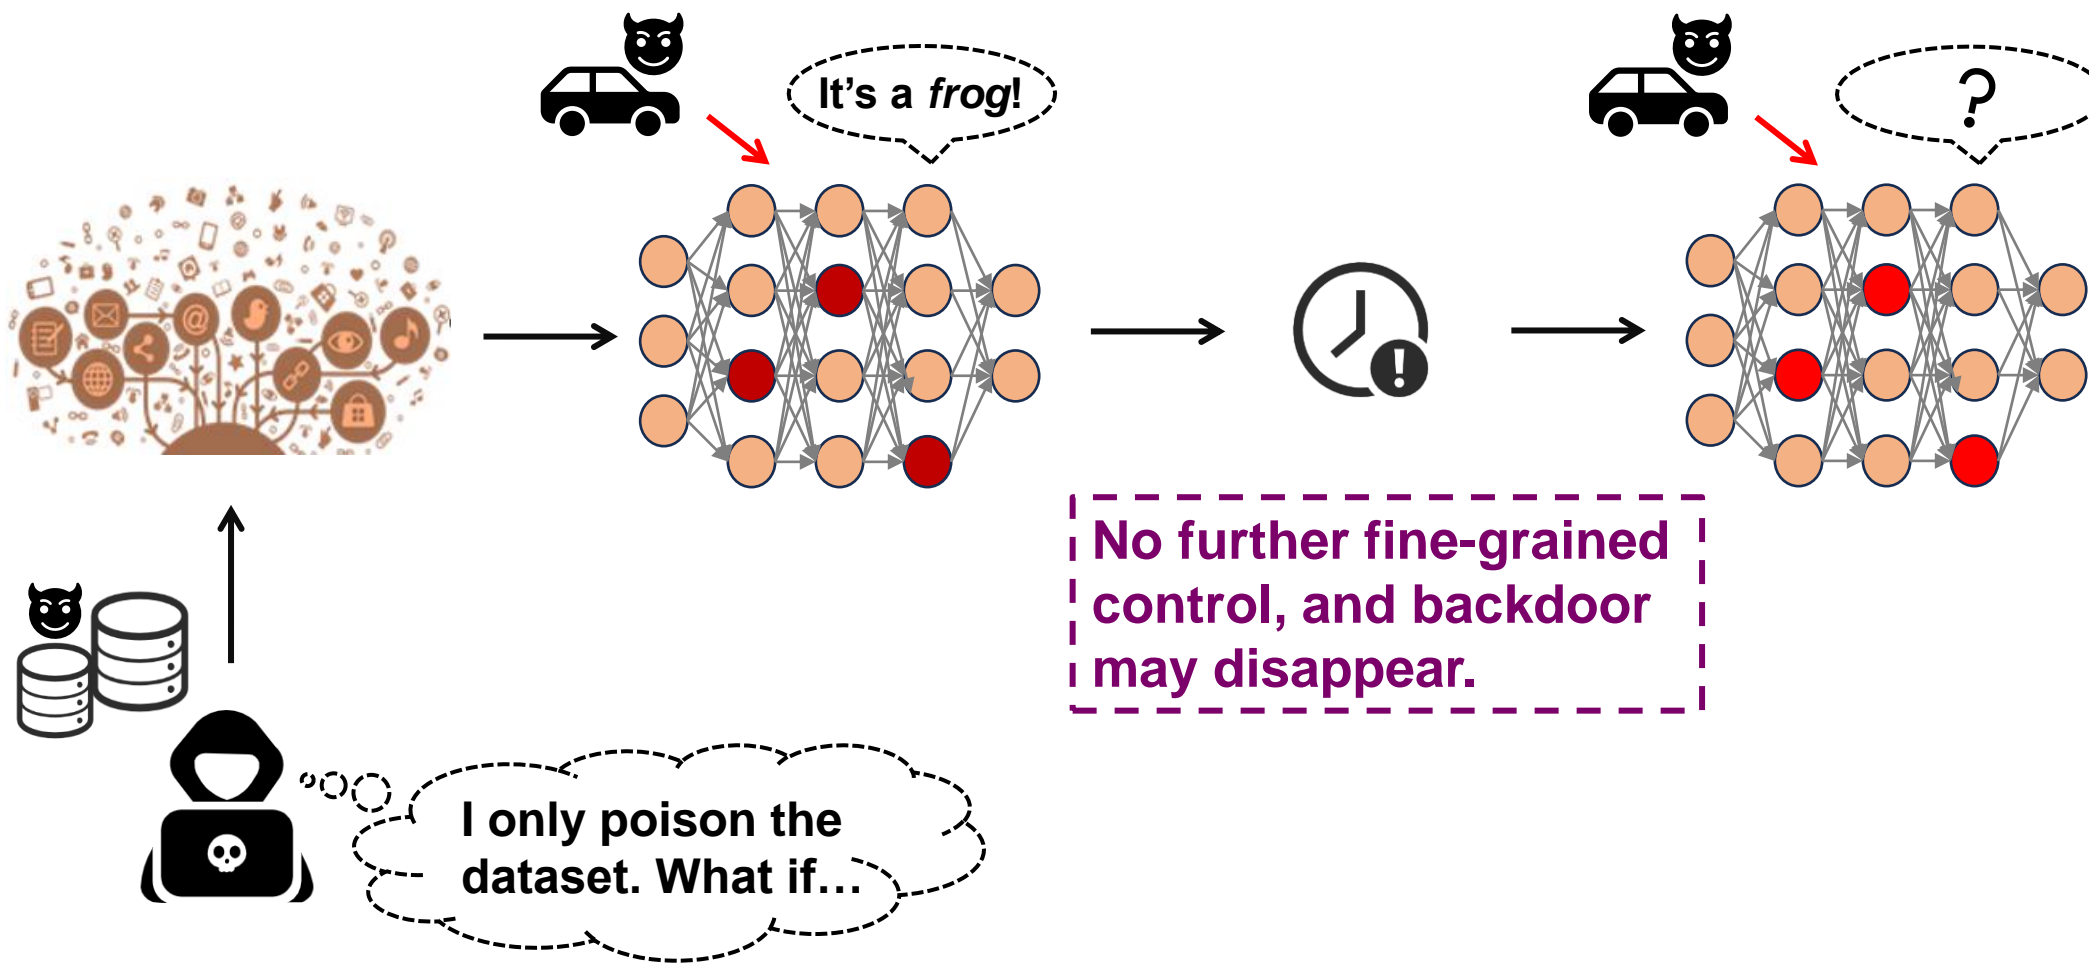 It's a frog!
?
No further fine-grained
control, and backdoor
may disappear.
I only poison the
dataset. What if…